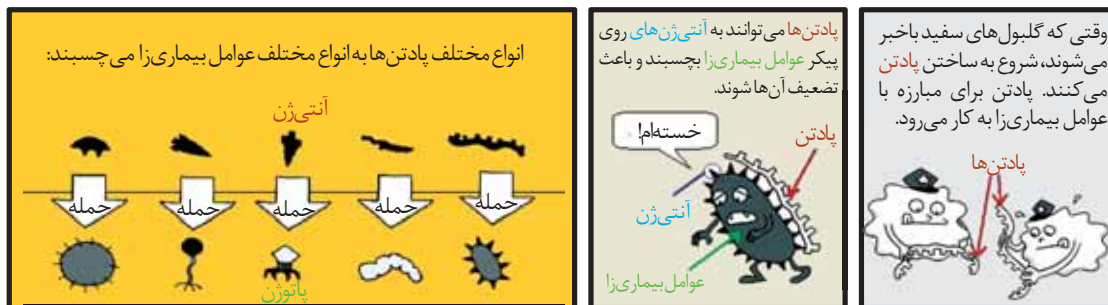 وقتی که گلبول‌های سفید باخبر
می‌شوند، شروع به ساختن پادتن
می‌کنند. پادتن برای مبارزه با
عوامل بیماری‌زا به کار می‌رود.
پادتن‌ها
پادتن‌ها می‌توانند به آنتی‌ژن‌های روی
پیکر عوامل بیماری‌زا بچسبند و باعث
تضعیف آن‌ها شوند.
خسته‌ام!
پادتن
آنتی‌ژن
عوامل بیماری‌زا
انواع مختلف پادتن‌ها به انواع مختلف عوامل بیماری‌زا می‌چسبند:
آنتی‌ژن
حمله
حمله
حمله
حمله
حمله
پاتوژن